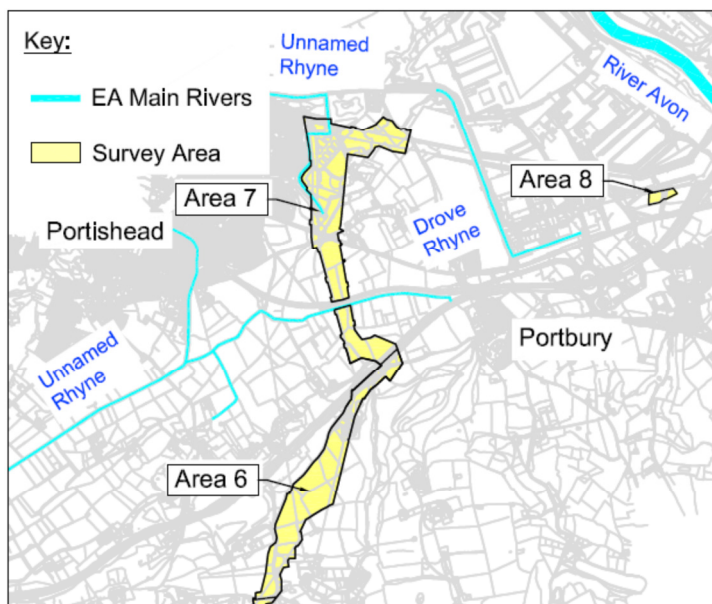 Key:
EA Main Rivers
Survey Area
Unnamed
Rhyne
River Avon
Area 7
Area 8
Portishead
Drove
Rhyne
Unnamed
Rhyne
Portbury
Area 6